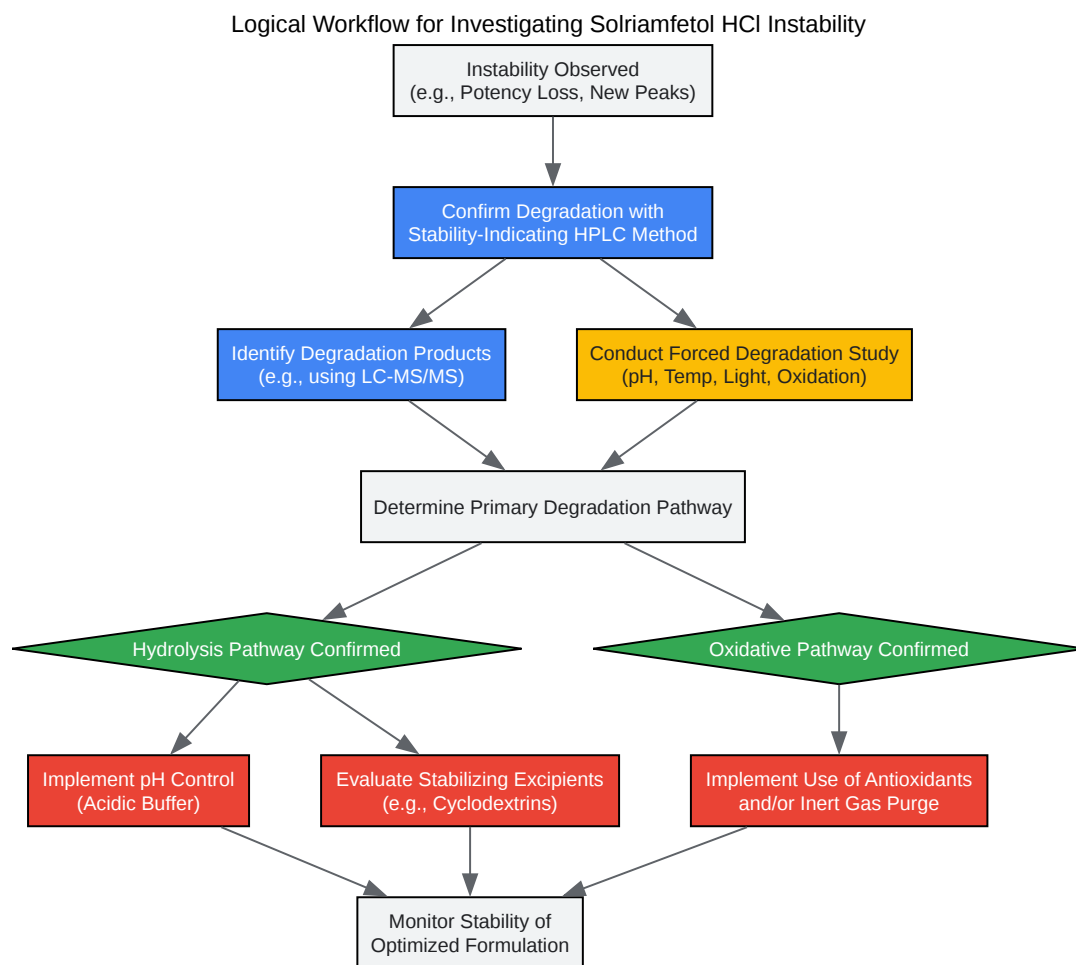 Logical Workflow for Investigating Solriamfetol HCl Instability
Instability Observed
(e.g., Potency Loss, New Peaks)
Confirm Degradation with
Stability-Indicating HPLC Method
Identify Degradation Products
(e.g., using LC-MS/MS)
Conduct Forced Degradation Study
(pH, Temp, Light, Oxidation)
Determine Primary Degradation Pathway
Hydrolysis Pathway Confirmed
Oxidative Pathway Confirmed
Implement pH Control
(Acidic Buffer)
Evaluate Stabilizing Excipients
(e.g., Cyclodextrins)
Implement Use of Antioxidants
and/or Inert Gas Purge
Monitor Stability of
Optimized Formulation